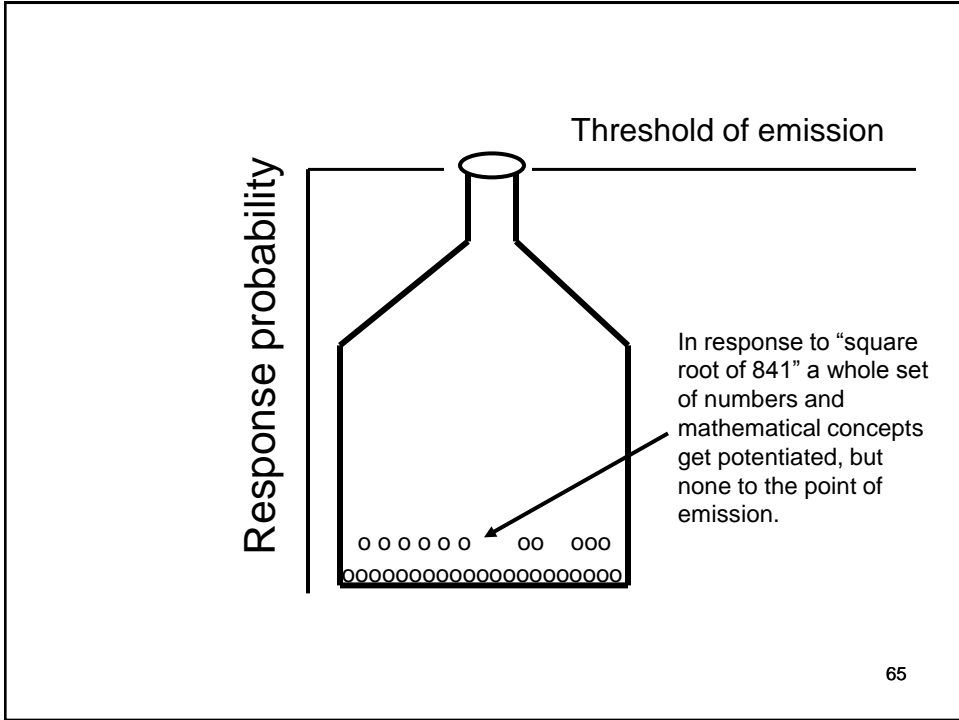 Threshold of emission
Response probability
In response to “square
root of 841” a whole set
of numbers and
mathematical concepts
get potentiated, but
none to the point of
emission.
o o o o o o oo ooo
ooooooooooooooooooooo
65